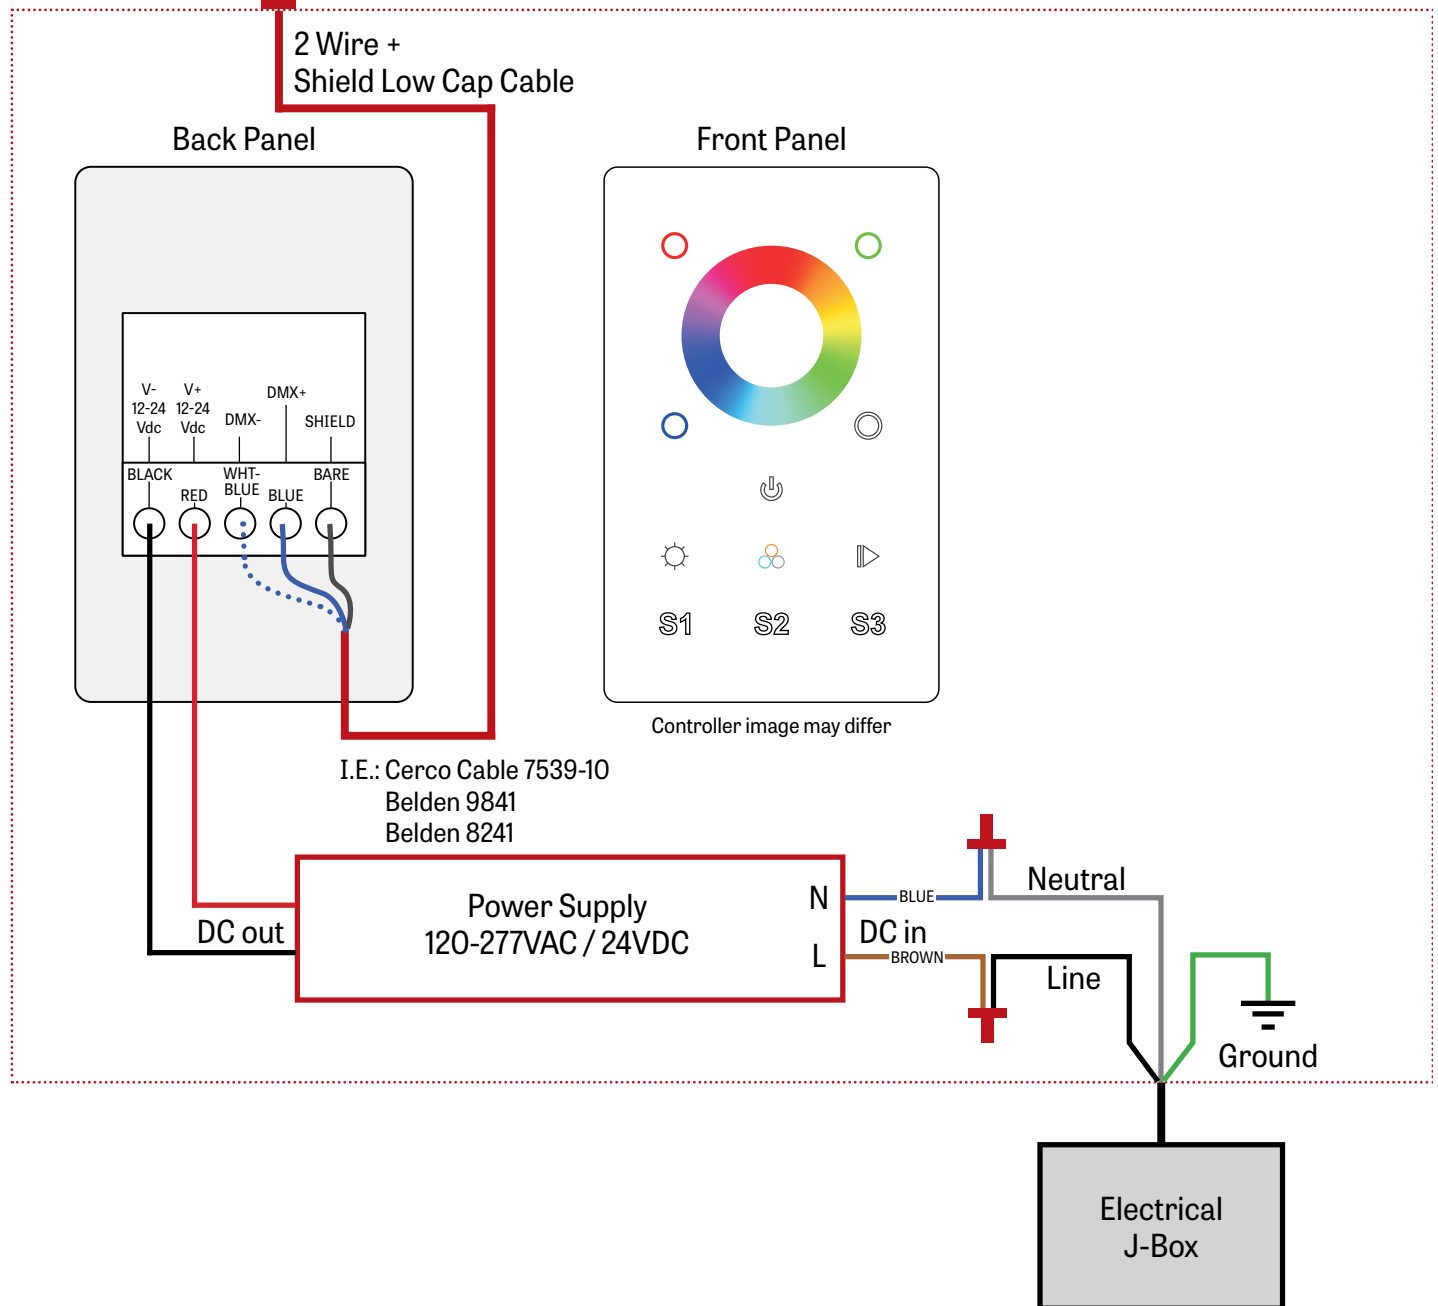 2 Wire +
Shield Low Cap Cable
Back Panel
Front Panel
V-
12-24
Vdc
V+
12-24
Vdc
DMX-
DMX+
SHIELD
BLACK
RED
WHT-
BLUE
BLUE
BARE
S1 S2 S3
Controller image may differ
I.E.: Cerco Cable 7539-10
Belden 9841
Belden 8241
Power Supply
120-277VAC / 24VDC
DC out
N
L
BLUE
DC in
BROWN
Neutral
Line
Ground
Electrical
J-Box